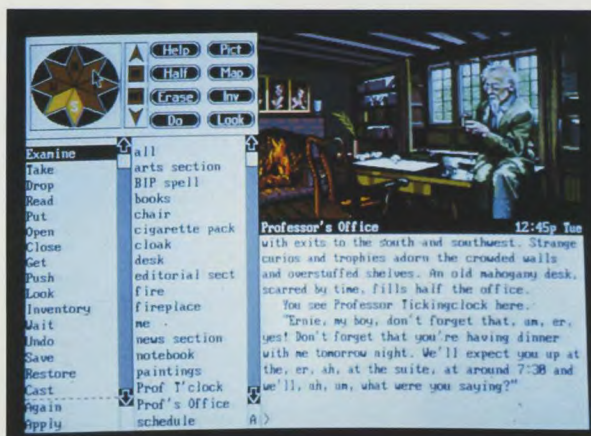 Help Pict
Half Map
Erase Inv
Do Look
S
Examine
Take
Drop
Read
Put
Open
Close
Get
Push
Look
Inventory
Wait
Undo
Save
Restore
Cast
Again
Apply
all
arts section
BIP spell
books
chair
cigarette pack
cloak
desk
editorial sect
fire
fireplace
me
news section
notebook
paintings
Prof T'clock
Prof's Office
schedule A
Professor's Office 12:45p Tue
with exits to the south and southwest. Strange
curios and trophies adorn the crowded walls
and overstuffed shelves. An old mahogany desk,
scarred by time, fills half the office.
You see Professor Tickingclock here.
"Ernie, my boy, don't forget that, um, er,
yes! Don't forget that you're having dinner
with me tomorrow night. We'll expect you up at
the, er, ah, at the suite, at around 7:30 and
we'll, uh, um, what were you saying?"
>